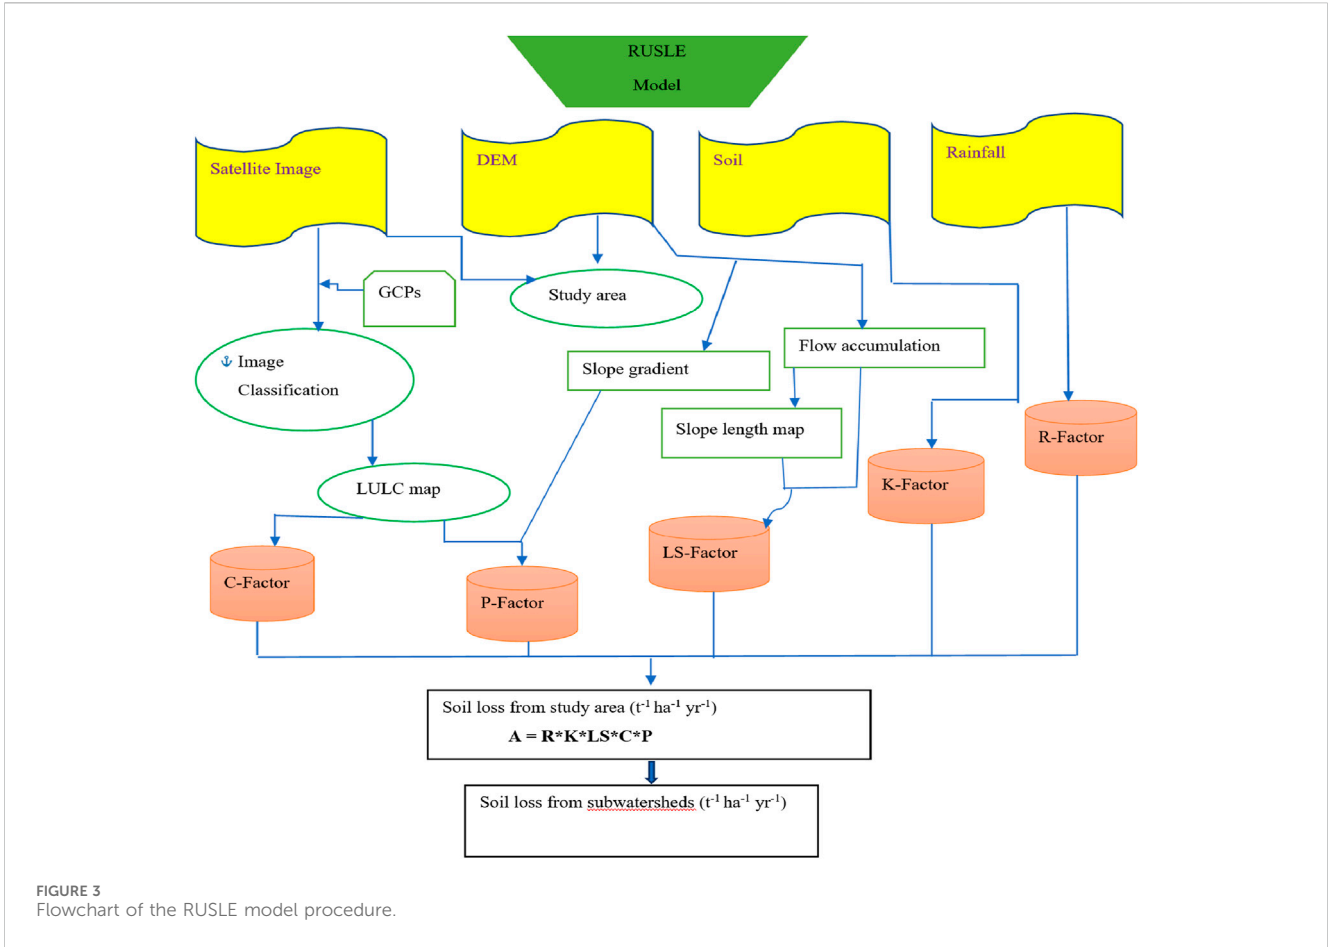 RUSLE
Model
Satellite Image
DEM
Soil
Rainfall
GCPs
Study area
Image
Classification
Slope gradient
Flow accumulation
Slope length map
LULC map
R-Factor
K-Factor
LS-Factor
C-Factor
P-Factor
Soil loss from study area (t⁻¹ ha⁻¹ yr⁻¹)
A = R*K*LS*C*P
Soil loss from subwatersheds (t⁻¹ ha⁻¹ yr⁻¹)
FIGURE 3
Flowchart of the RUSLE model procedure.